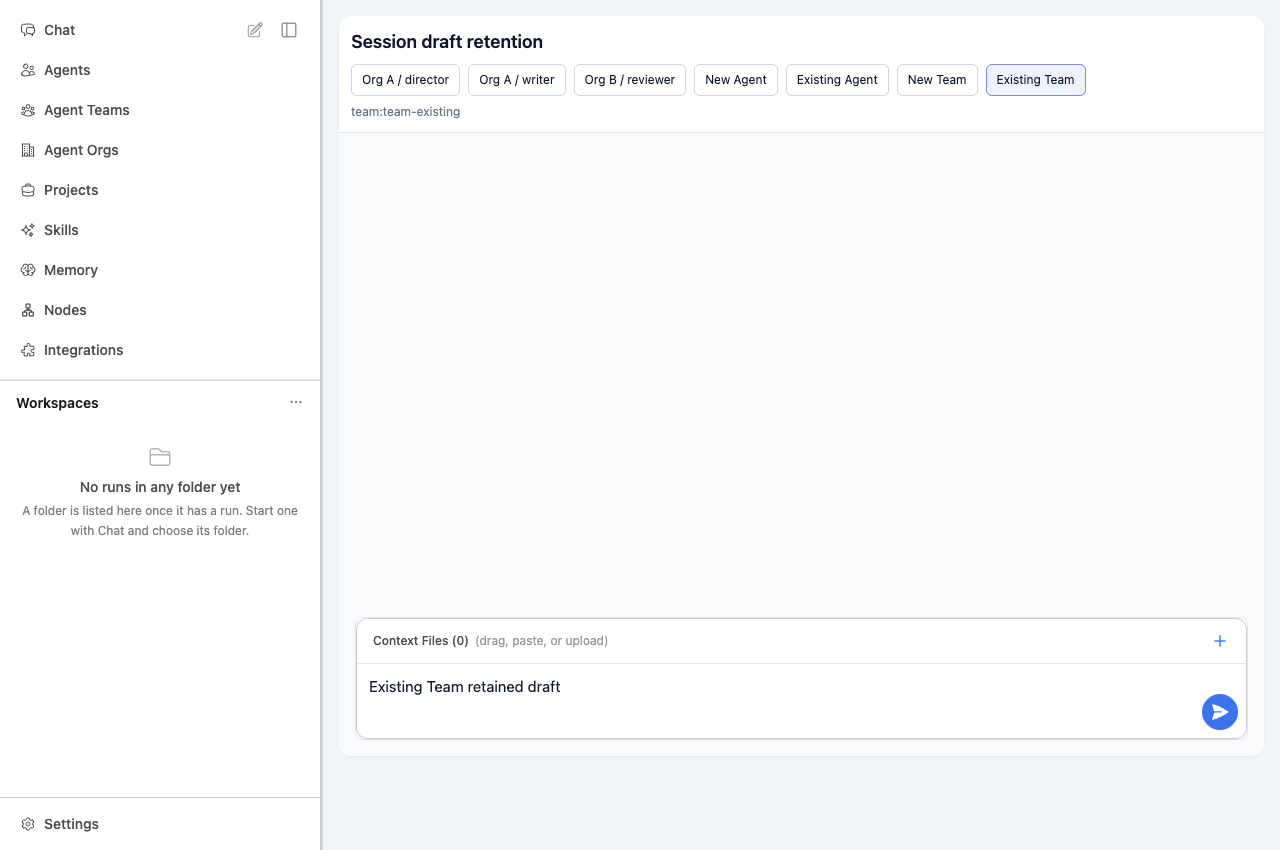 Chat
Agents
Agent Teams
Agent Orgs
Projects
Skills
Memory
Nodes
Integrations
Workspaces
No runs in any folder yet
A folder is listed here once it has a run. Start one
with Chat and choose its folder.
Settings
Session draft retention
Org A / director
Org A / writer
Org B / reviewer
New Agent
Existing Agent
New Team
Existing Team
team:team-existing
Context Files (0) (drag, paste, or upload)
Existing Team retained draft